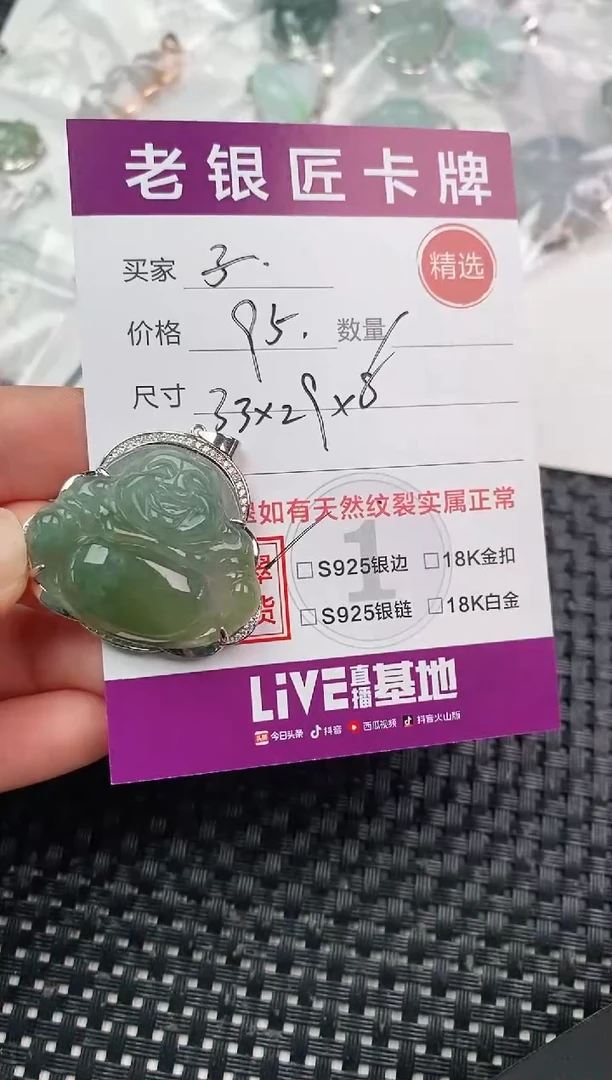 老银匠卡牌
精选
买家 子.
价格 95. 数量
尺寸 33×29×8
如有天然纹裂实属正常
翠
货
□S925银边 □18K金扣
1
□S925银链 □18K白金
LiVE直播基地
头条 今日头条 抖音 西瓜视频 抖音火山版